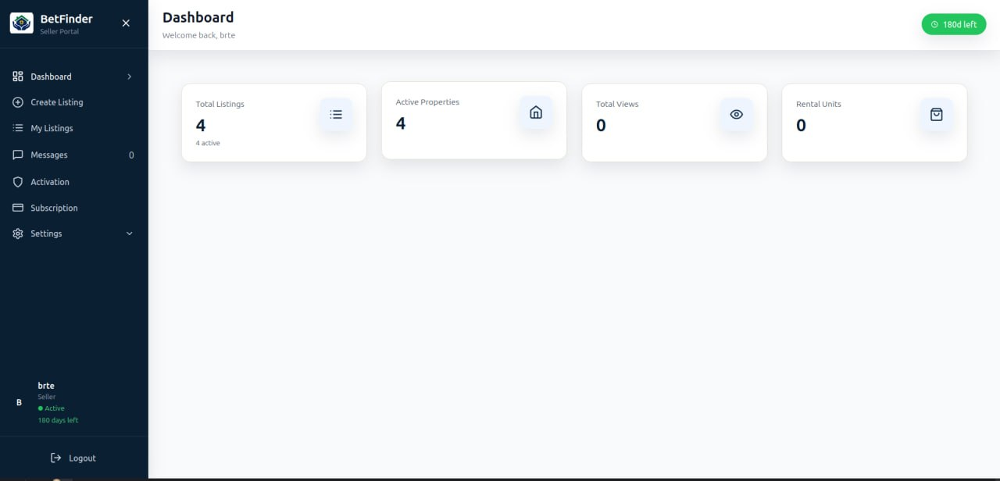 BetFinder
Seller Portal
Dashboard
Create Listing
My Listings
Messages 0
Activation
Subscription
Settings
B
brte
Seller
Active
180 days left
Logout
Dashboard
Welcome back, brte
180d left
Total Listings
4
4 active
Active Properties
4
Total Views
0
Rental Units
0